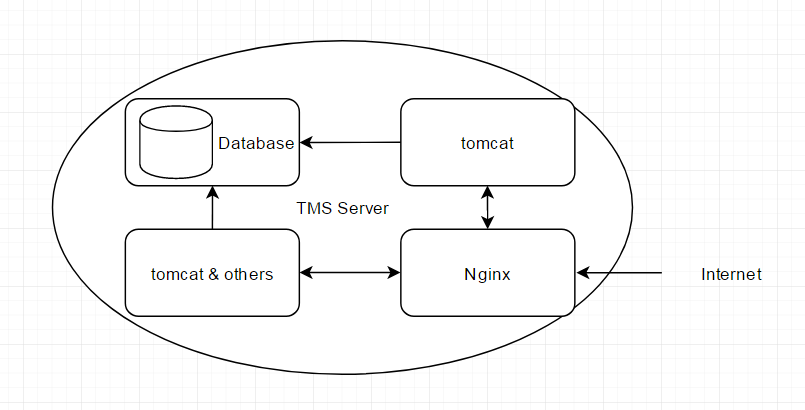 Database
tomcat
TMS Server
tomcat & others
Nginx
Internet